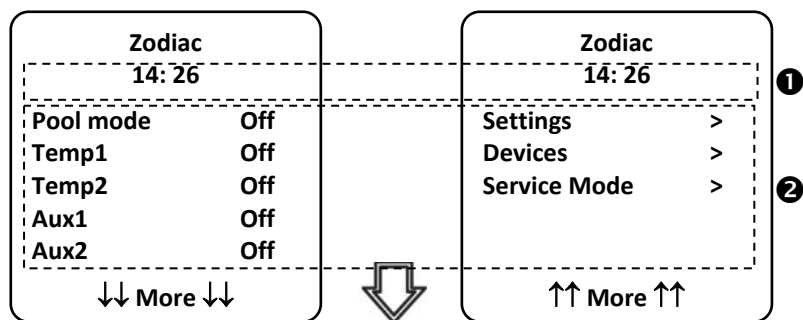 Zodiac
14: 26
Pool mode Off
Temp1 Off
Temp2 Off
Aux1 Off
Aux2 Off
↓↓ More ↓↓
Zodiac
14: 26
Settings >
Devices >
Service Mode >
↑↑ More ↑↑
❶
❷